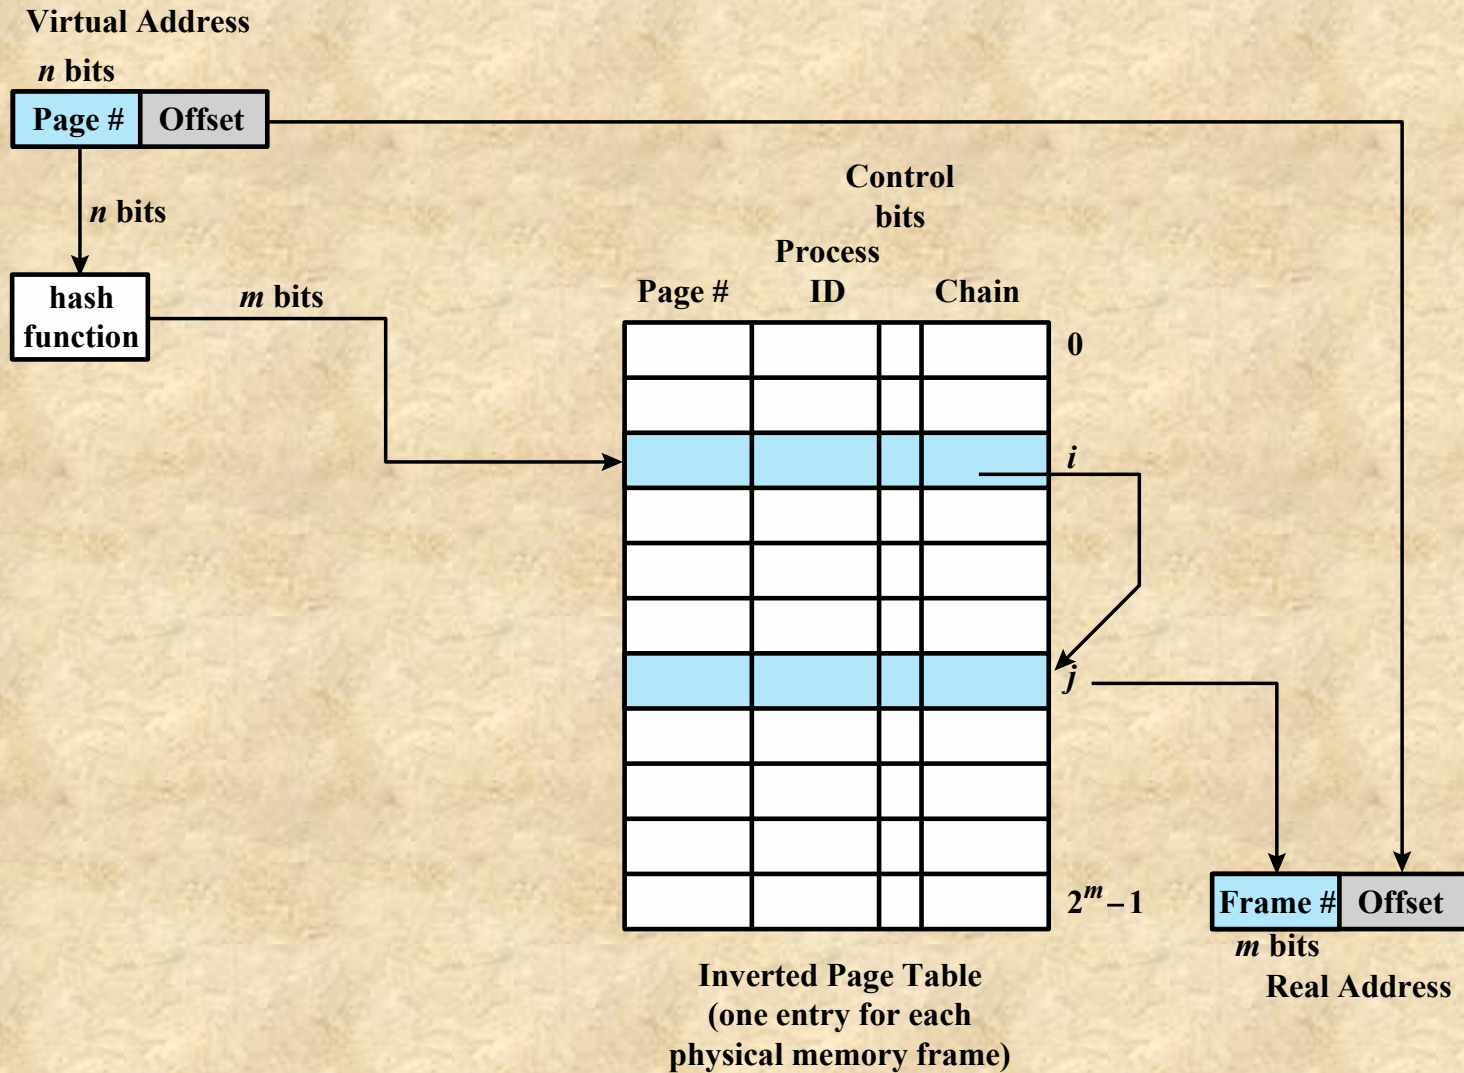 Virtual Address
n bits
Page # Offset
n bits
hash
function
m bits
Control
bits
Process
Page # ID Chain
0
i
j
2^m – 1
Frame # Offset
m bits
Real Address
Inverted Page Table
(one entry for each
physical memory frame)